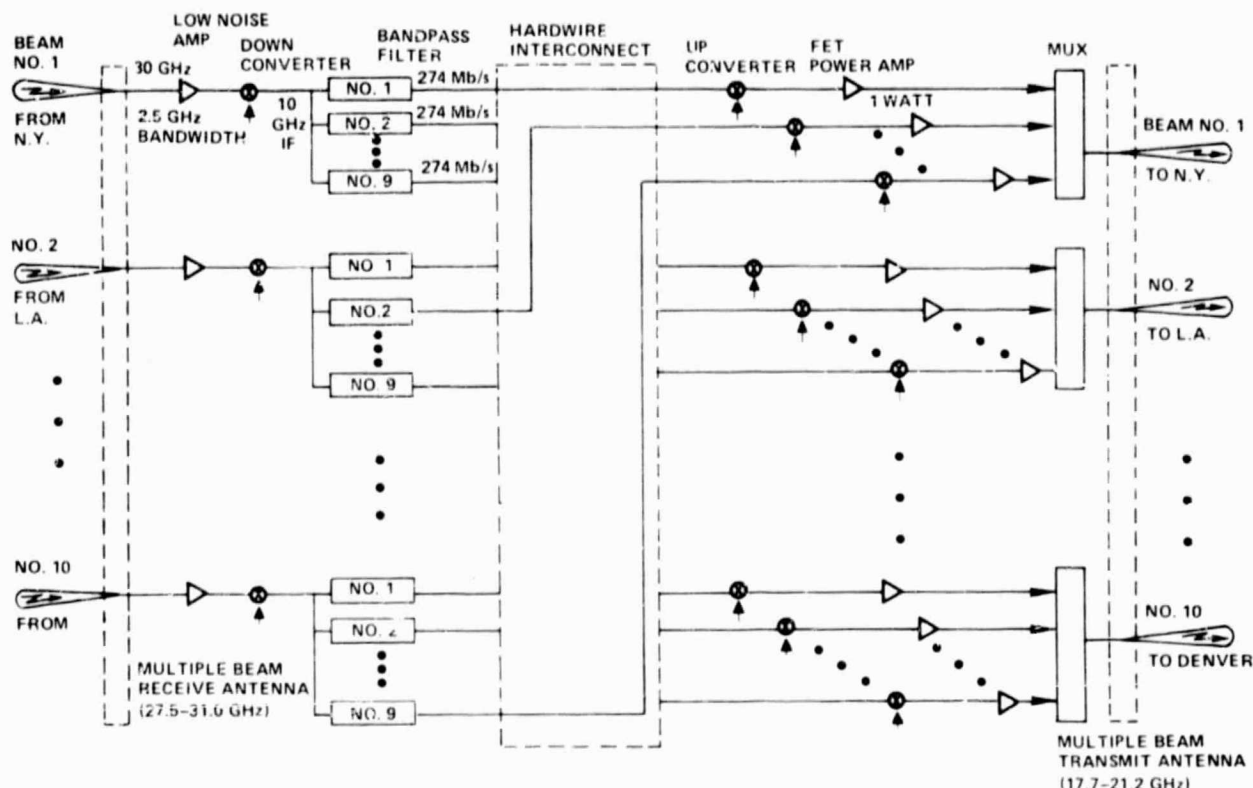 LOW NOISE
AMP
DOWN
CONVERTER
BANDPASS
FILTER
HARDWIRE
INTERCONNECT
UP
CONVERTER
FET
POWER AMP
MUX
BEAM
NO. 1
FROM
N.Y.
30 GHz
2.5 GHz
BANDWIDTH
10
GHz
IF
NO. 1
274 Mb/s
NO. 2
274 Mb/s
NO. 9
274 Mb/s
1 WATT
BEAM NO. 1
TO N.Y.
NO. 2
FROM
L.A.
NO 1
NO.2
NO. 9
NO. 2
TO L.A.
NO. 10
FROM
NO. 1
NO. 2
NO. 9
NO. 10
TO DENVER
MULTIPLE BEAM
RECEIVE ANTENNA
(27.5–31.0 GHz)
MULTIPLE BEAM
TRANSMIT ANTENNA
(17.7–21.2 GHz)